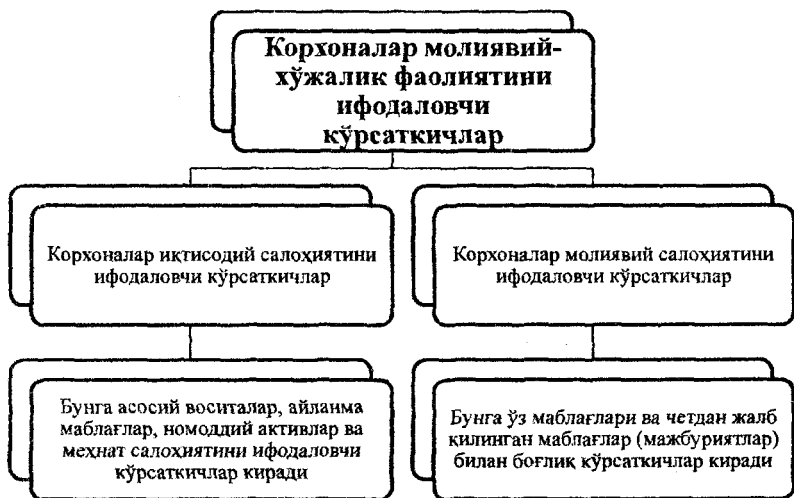 Корхоналар молиявий-
хўжалик фаолиятини
ифодаловчи
кўрсаткичлар
Корхоналар иқтисодий салоҳиятини
ифодаловчи кўрсаткичлар
Корхоналар молиявий салоҳиятини
ифодаловчи кўрсаткичлар
Бунга асосий воситалар, айланма
маблағлар, номоддий активлар ва
меҳнат салоҳиятини ифодаловчи
кўрсаткичлар киради
Бунга ўз маблағлари ва четдан жалб
қилинган маблағлар (мажбуриятлар)
билан боғлиқ кўрсаткичлар киради